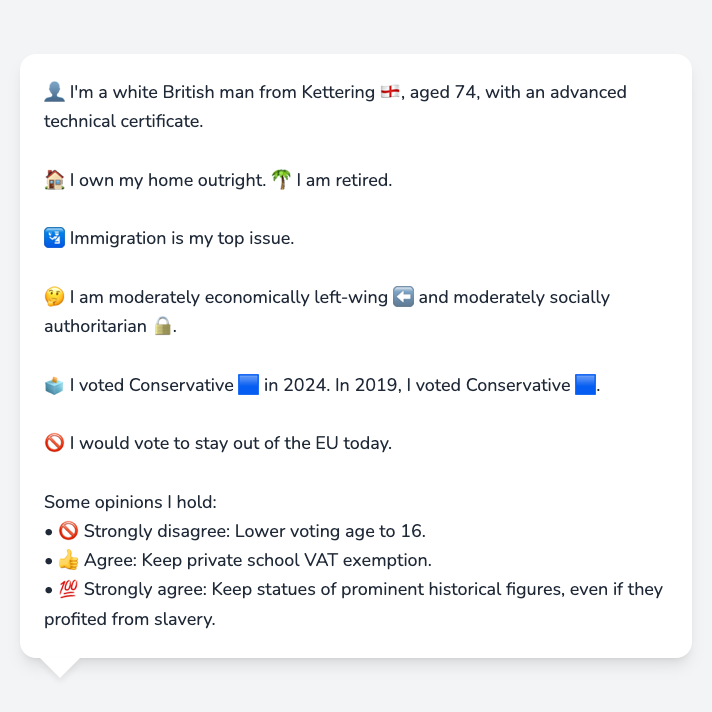 👤 I'm a white British man from Kettering 🏴󠁧󠁢󠁥󠁮󠁧󠁿, aged 74, with an advanced
technical certificate.
🏠 I own my home outright. 🌴 I am retired.
🛂 Immigration is my top issue.
🤔 I am moderately economically left-wing ⬅️ and moderately socially
authoritarian 🔒.
🗳️ I voted Conservative 🟦 in 2024. In 2019, I voted Conservative 🟦.
🚫 I would vote to stay out of the EU today.
Some opinions I hold:
• 🚫 Strongly disagree: Lower voting age to 16.
• 👍 Agree: Keep private school VAT exemption.
• 💯 Strongly agree: Keep statues of prominent historical figures, even if they
profited from slavery.